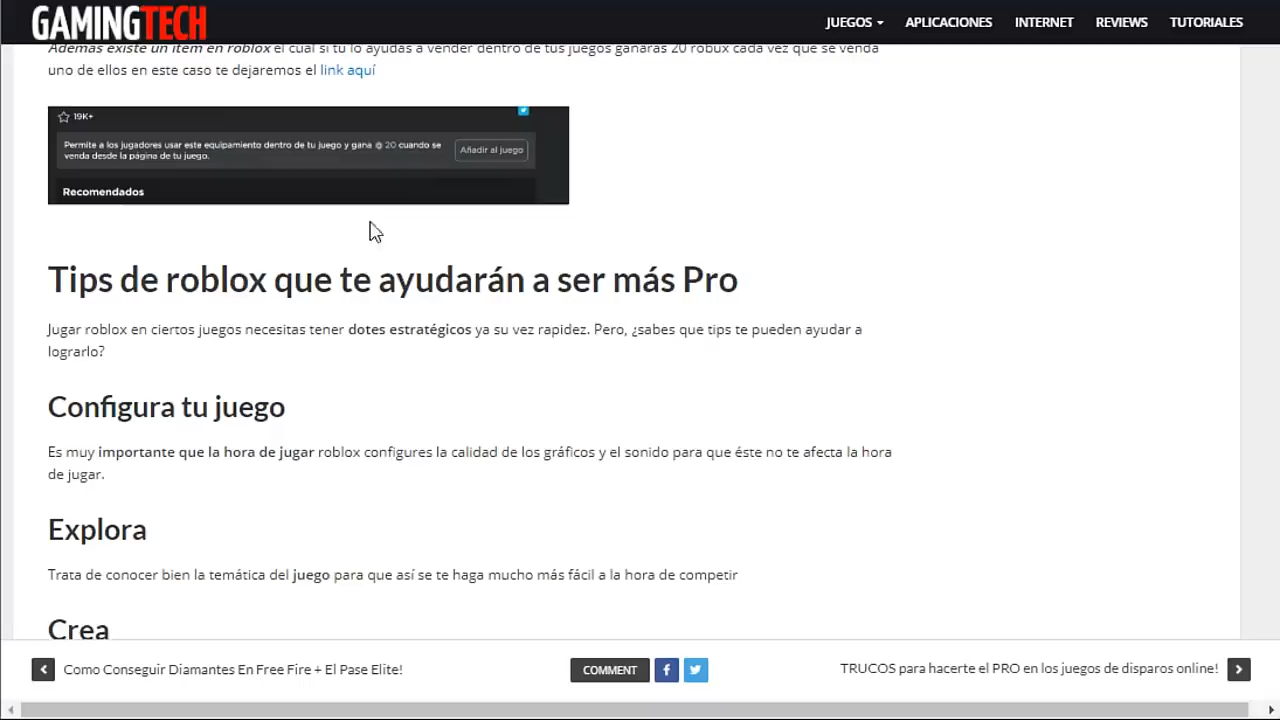 GAMINGTECH
JUEGOS
APLICACIONES
INTERNET
REVIEWS
TUTORIALES
Además existe un ítem en roblox el cual si tu lo ayudas a vender dentro de tus juegos ganaras 20 robux cada vez que se venda
uno de ellos en este caso te dejaremos el link aquí
19K+
Permite a los jugadores usar este equipamiento dentro de tu juego y gana 20 cuando se
venda desde la página de tu juego.
Añadir al juego
Recomendados
Tips de roblox que te ayudarán a ser más Pro
Jugar roblox en ciertos juegos necesitas tener dotes estratégicos ya su vez rapidez. Pero, ¿sabes que tips te pueden ayudar a
lograrlo?
Configura tu juego
Es muy importante que la hora de jugar roblox configures la calidad de los gráficos y el sonido para que éste no te afecta la hora
de jugar.
Explora
Trata de conocer bien la temática del juego para que así se te haga mucho más fácil a la hora de competir
Crea
Como Conseguir Diamantes En Free Fire + El Pase Elite!
COMMENT
TRUCOS para hacerte el PRO en los juegos de disparos online!